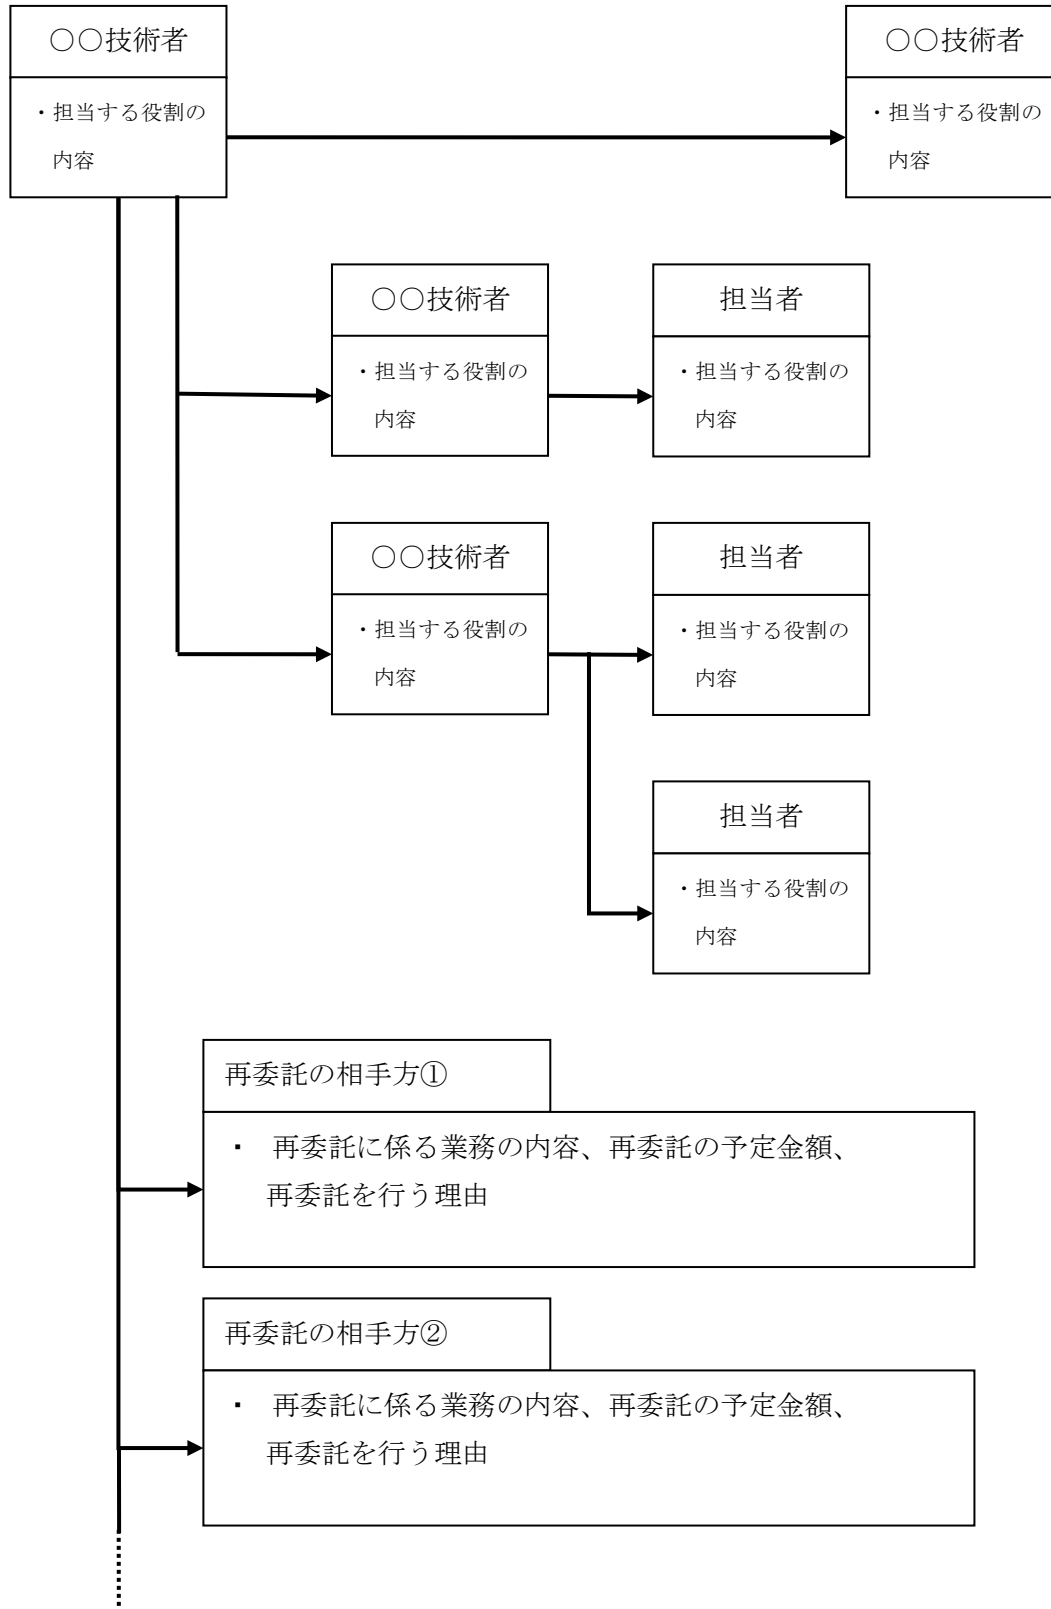 〇〇技術者
・担当する役割の
内容
〇〇技術者
・担当する役割の
内容
〇〇技術者
・担当する役割の
内容
担当者
・担当する役割の
内容
〇〇技術者
・担当する役割の
内容
担当者
・担当する役割の
内容
担当者
・担当する役割の
内容
再委託の相手方①
・ 再委託に係る業務の内容、再委託の予定金額、
再委託を行う理由
再委託の相手方②
・ 再委託に係る業務の内容、再委託の予定金額、
再委託を行う理由